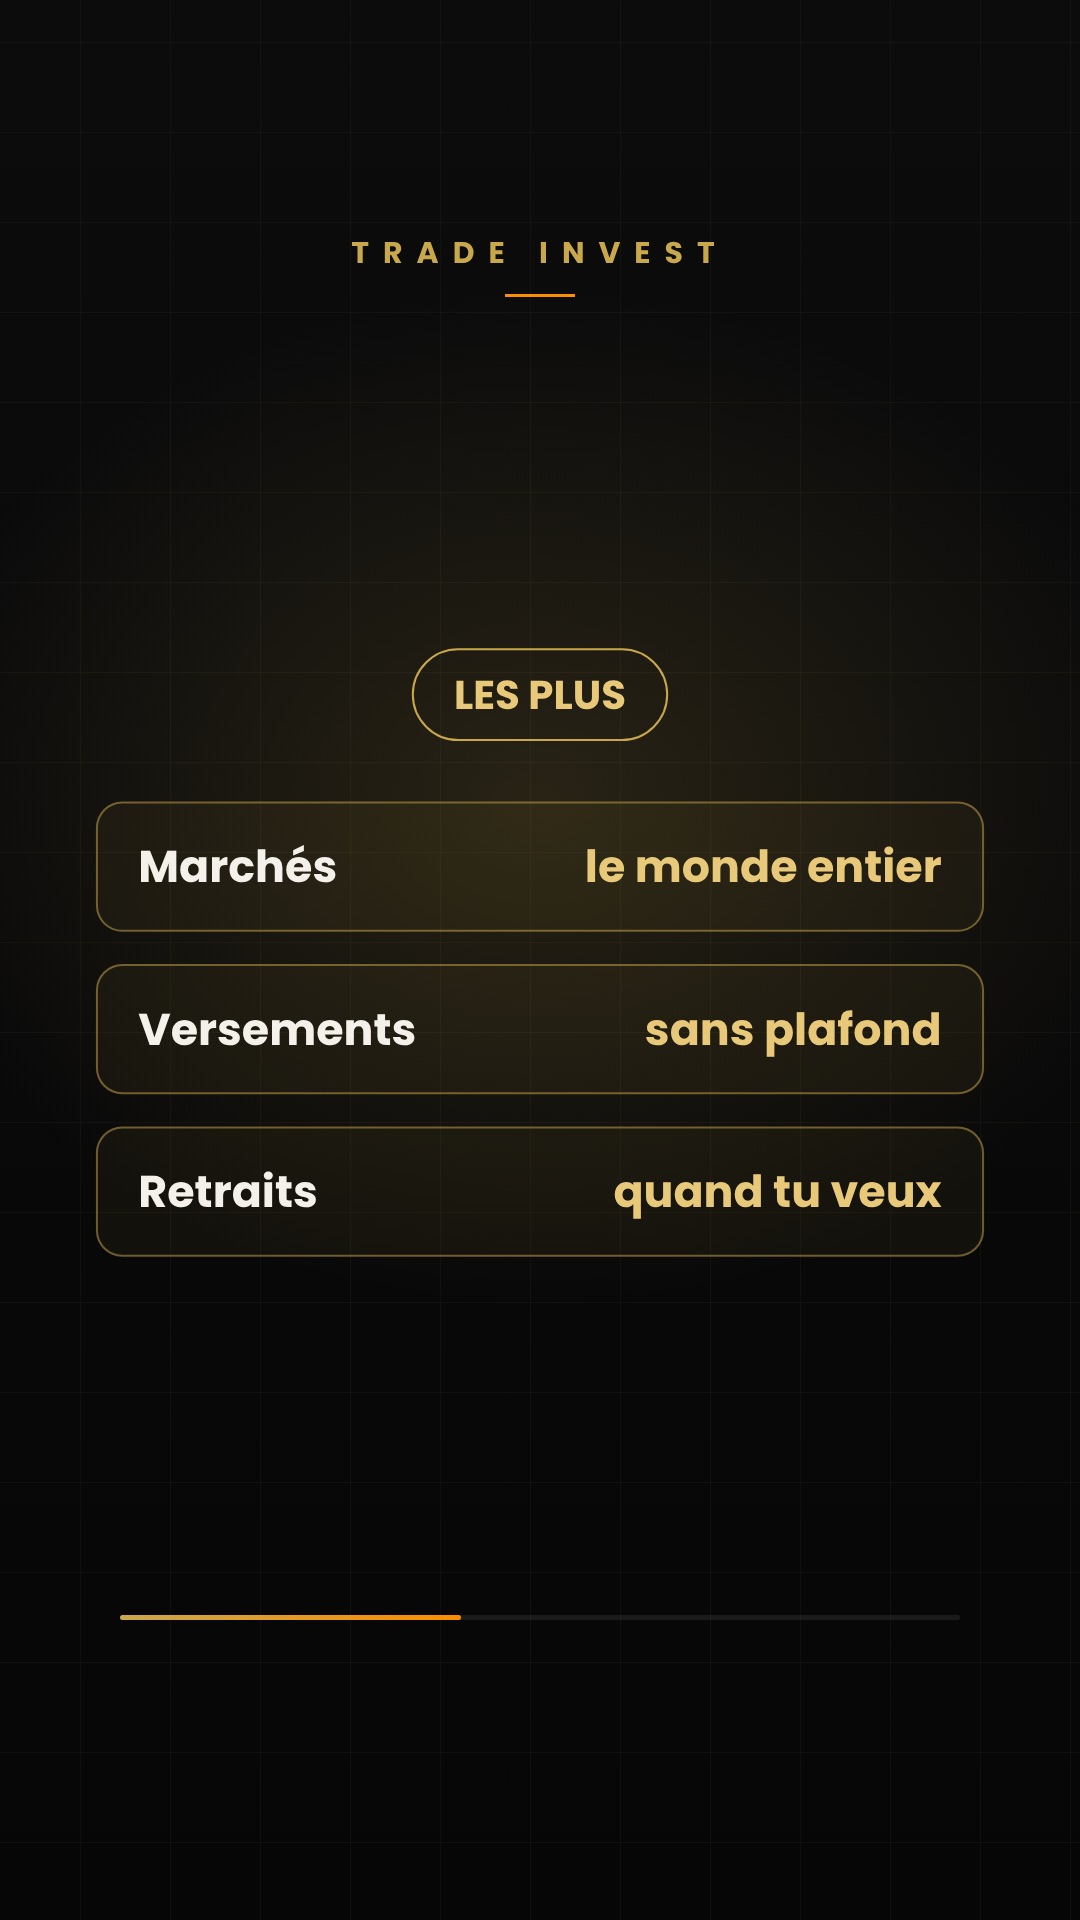 TRADE INVEST
LES PLUS
Marchés le monde entier
Versements sans plafond
Retraits quand tu veux